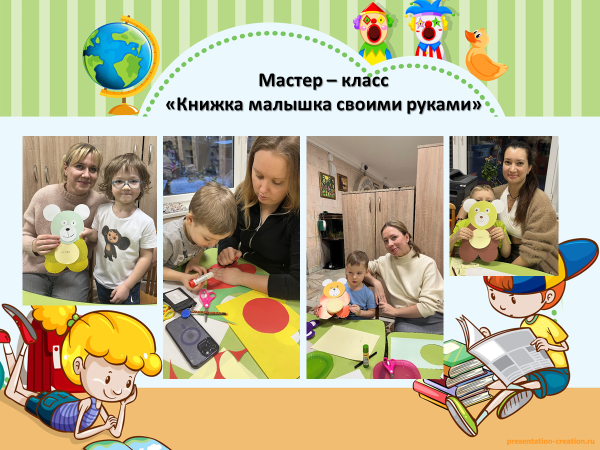 Мастер – класс
«Книжка малышка своими руками»
presentation-creation.ru